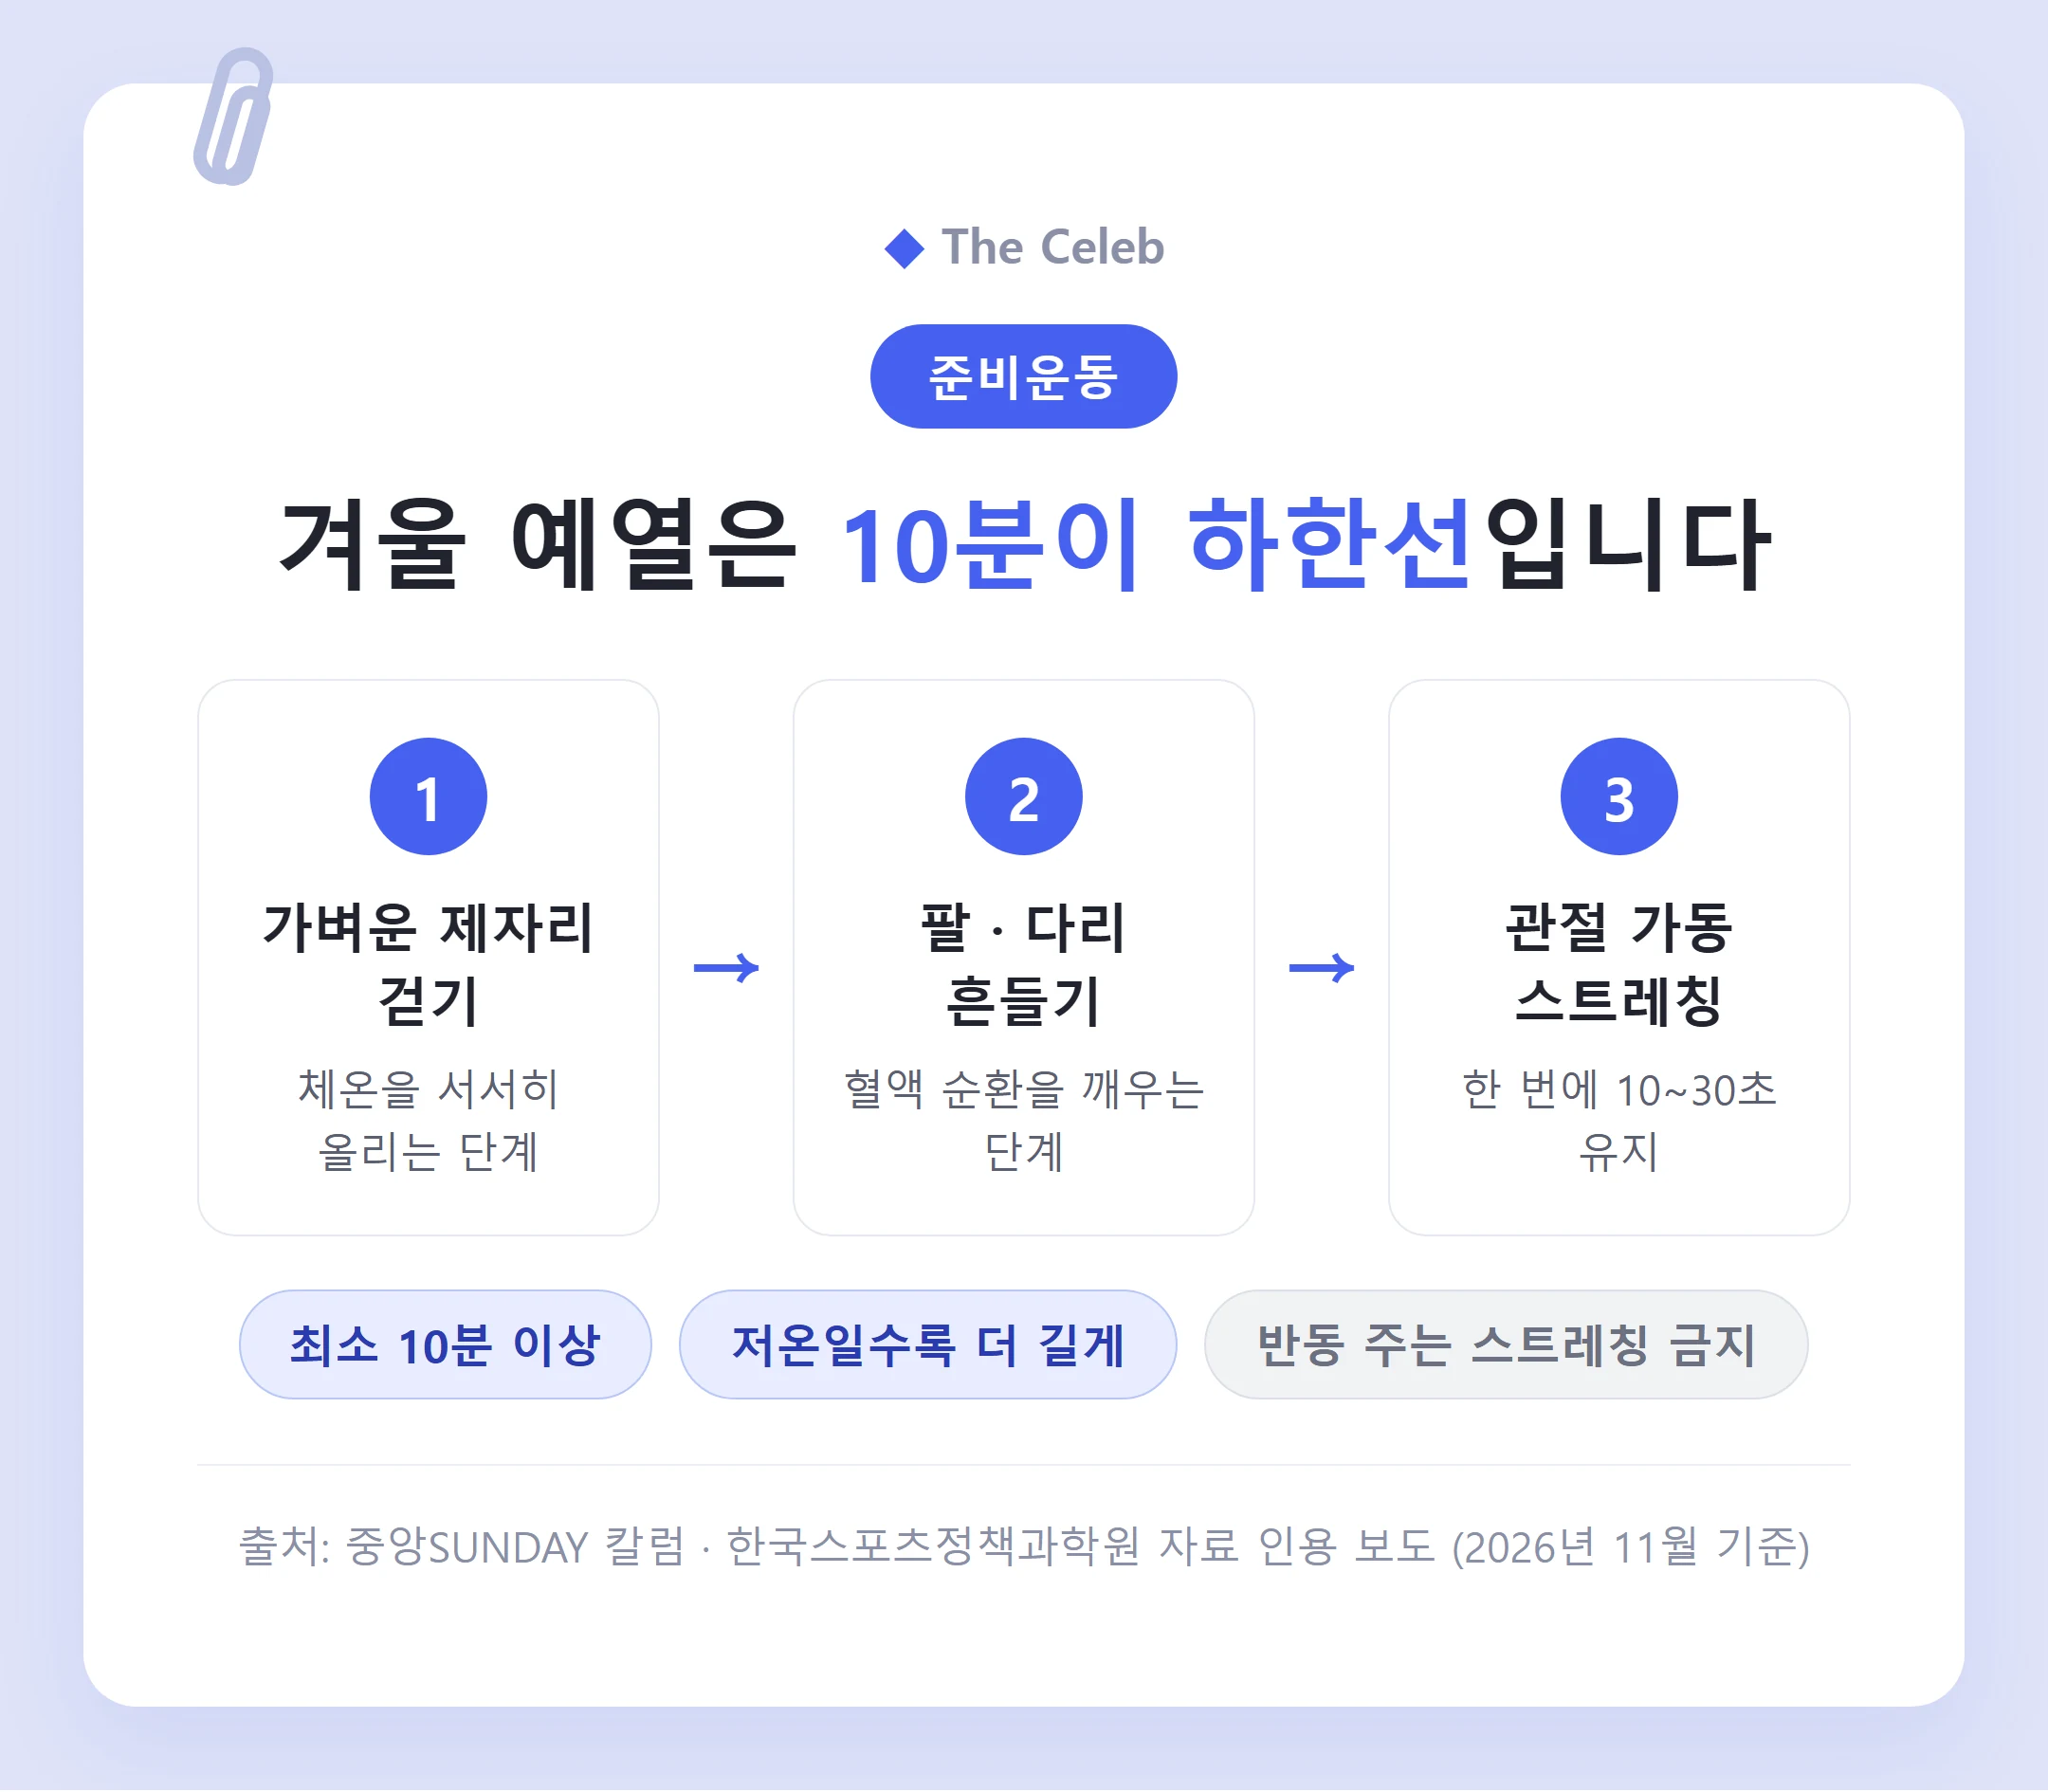 The Celeb
준비운동
겨울 예열은 10분이 하한선입니다
1
가벼운 제자리
걷기
체온을 서서히
올리는 단계
→
2
팔 · 다리
흔들기
혈액 순환을 깨우는
단계
→
3
관절 가동
스트레칭
한 번에 10~30초
유지
최소 10분 이상
저온일수록 더 길게
반동 주는 스트레칭 금지
출처: 중앙SUNDAY 칼럼 · 한국스포츠정책과학원 자료 인용 보도 (2026년 11월 기준)